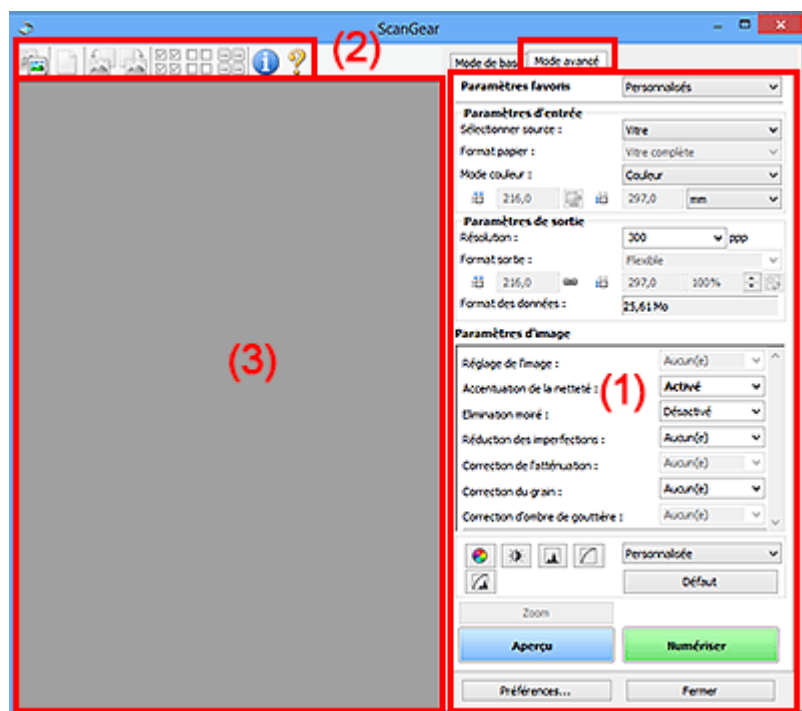 ScanGear
(2)
Mode de base Mode avancé
Paramètres favoris Personnalisés
Paramètres d'entrée
Sélectionner source : Vitre
Format papier : Vitre complète
Mode couleur : Couleur
216,0 297,0 mm
Paramètres de sortie
Résolution : 300 ppp
Format sortie : Flexible
216,0 297,0 100%
Format des données : 25,61 Mo
Paramètres d'image
Réglage de l'image : Aucun(e)
(3)
Accentuation de la netteté : Activé
(1)
Elimination moiré : Désactivé
Réduction des imperfections : Aucun(e)
Correction de l'atténuation : Aucun(e)
Correction du grain : Aucun(e)
Correction d'ombre de gouttière : Aucun(e)
Personnalisée
Défaut
Zoom
Aperçu Numériser
Préférences... Fermer